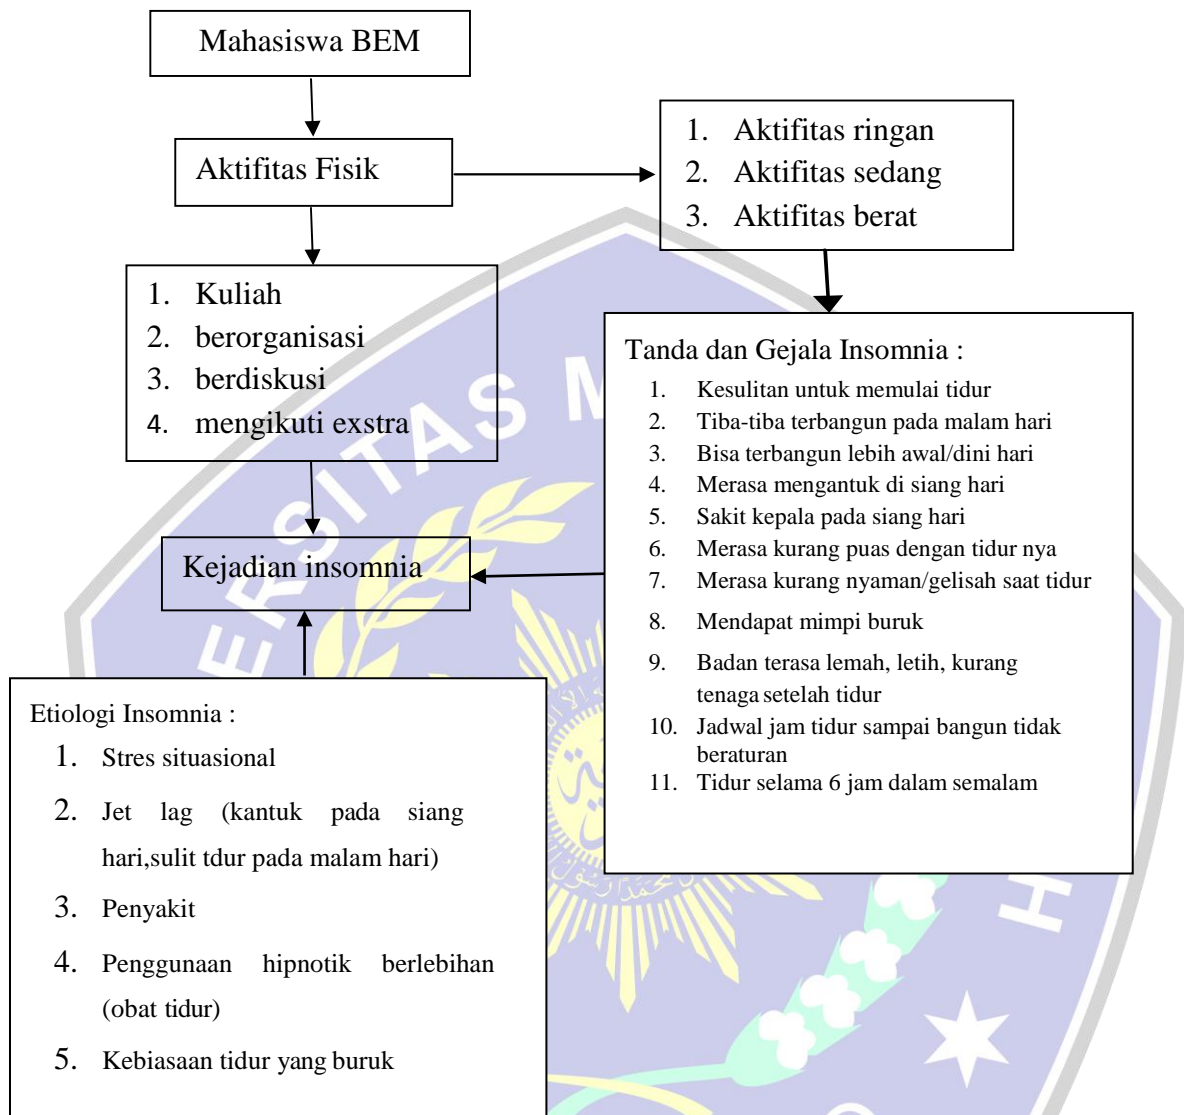 Mahasiswa BEM
Aktifitas Fisik
1. Aktifitas ringan
2. Aktifitas sedang
3. Aktifitas berat
1. Kuliah
2. berorganisasi
3. berdiskusi
4. mengikuti exstra
Kejadian insomnia
Tanda dan Gejala Insomnia :
1. Kesulitan untuk memulai tidur
2. Tiba-tiba terbangun pada malam hari
3. Bisa terbangun lebih awal/dini hari
4. Merasa mengantuk di siang hari
5. Sakit kepala pada siang hari
6. Merasa kurang puas dengan tidur nya
7. Merasa kurang nyaman/gelisah saat tidur
8. Mendapat mimpi buruk
9. Badan terasa lemah, letih, kurang
tenaga setelah tidur
10. Jadwal jam tidur sampai bangun tidak
beraturan
11. Tidur selama 6 jam dalam semalam
Etiologi Insomnia :
1. Stres situasional
2. Jet lag (kantuk pada siang
hari,sulit tdur pada malam hari)
3. Penyakit
4. Penggunaan hipnotik berlebihan
(obat tidur)
5. Kebiasaan tidur yang buruk
ERSITAS M
H
O